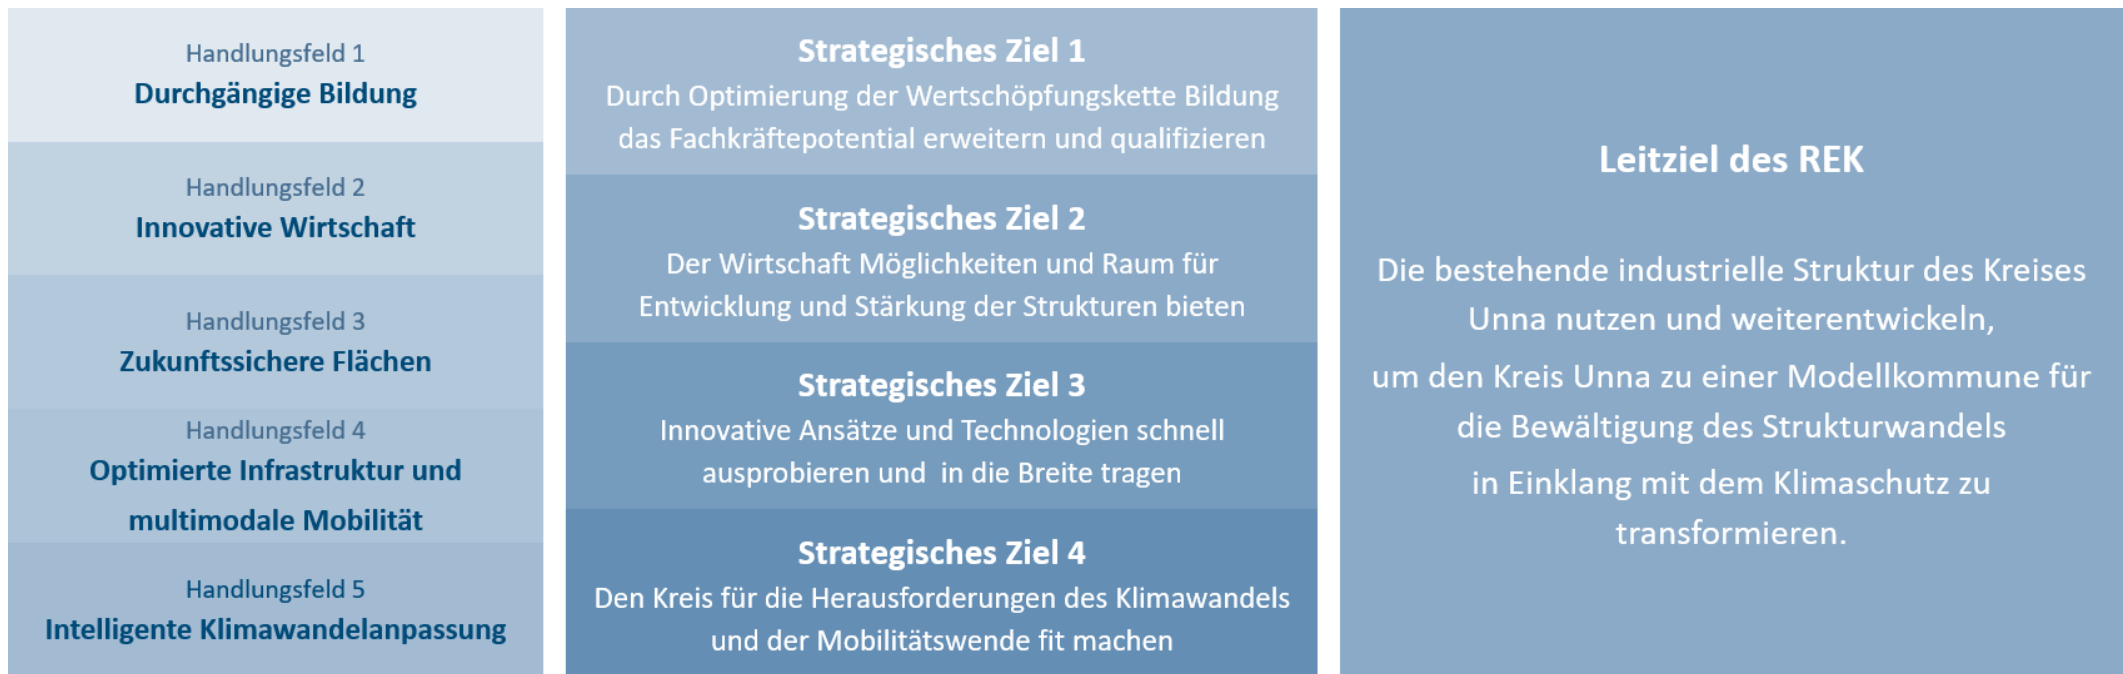 Handlungsfeld 1
Durchgängige Bildung
Handlungsfeld 2
Innovative Wirtschaft
Handlungsfeld 3
Zukunftssichere Flächen
Handlungsfeld 4
Optimierte Infrastruktur und
multimodale Mobilität
Handlungsfeld 5
Intelligente Klimawandelanpassung
Strategisches Ziel 1
Durch Optimierung der Wertschöpfungskette Bildung
das Fachkräftepotential erweitern und qualifizieren
Strategisches Ziel 2
Der Wirtschaft Möglichkeiten und Raum für
Entwicklung und Stärkung der Strukturen bieten
Strategisches Ziel 3
Innovative Ansätze und Technologien schnell
ausprobieren und  in die Breite tragen
Strategisches Ziel 4
Den Kreis für die Herausforderungen des Klimawandels
und der Mobilitätswende fit machen
Leitziel des REK
Die bestehende industrielle Struktur des Kreises
Unna nutzen und weiterentwickeln,
um den Kreis Unna zu einer Modellkommune für
die Bewältigung des Strukturwandels
in Einklang mit dem Klimaschutz zu
transformieren.